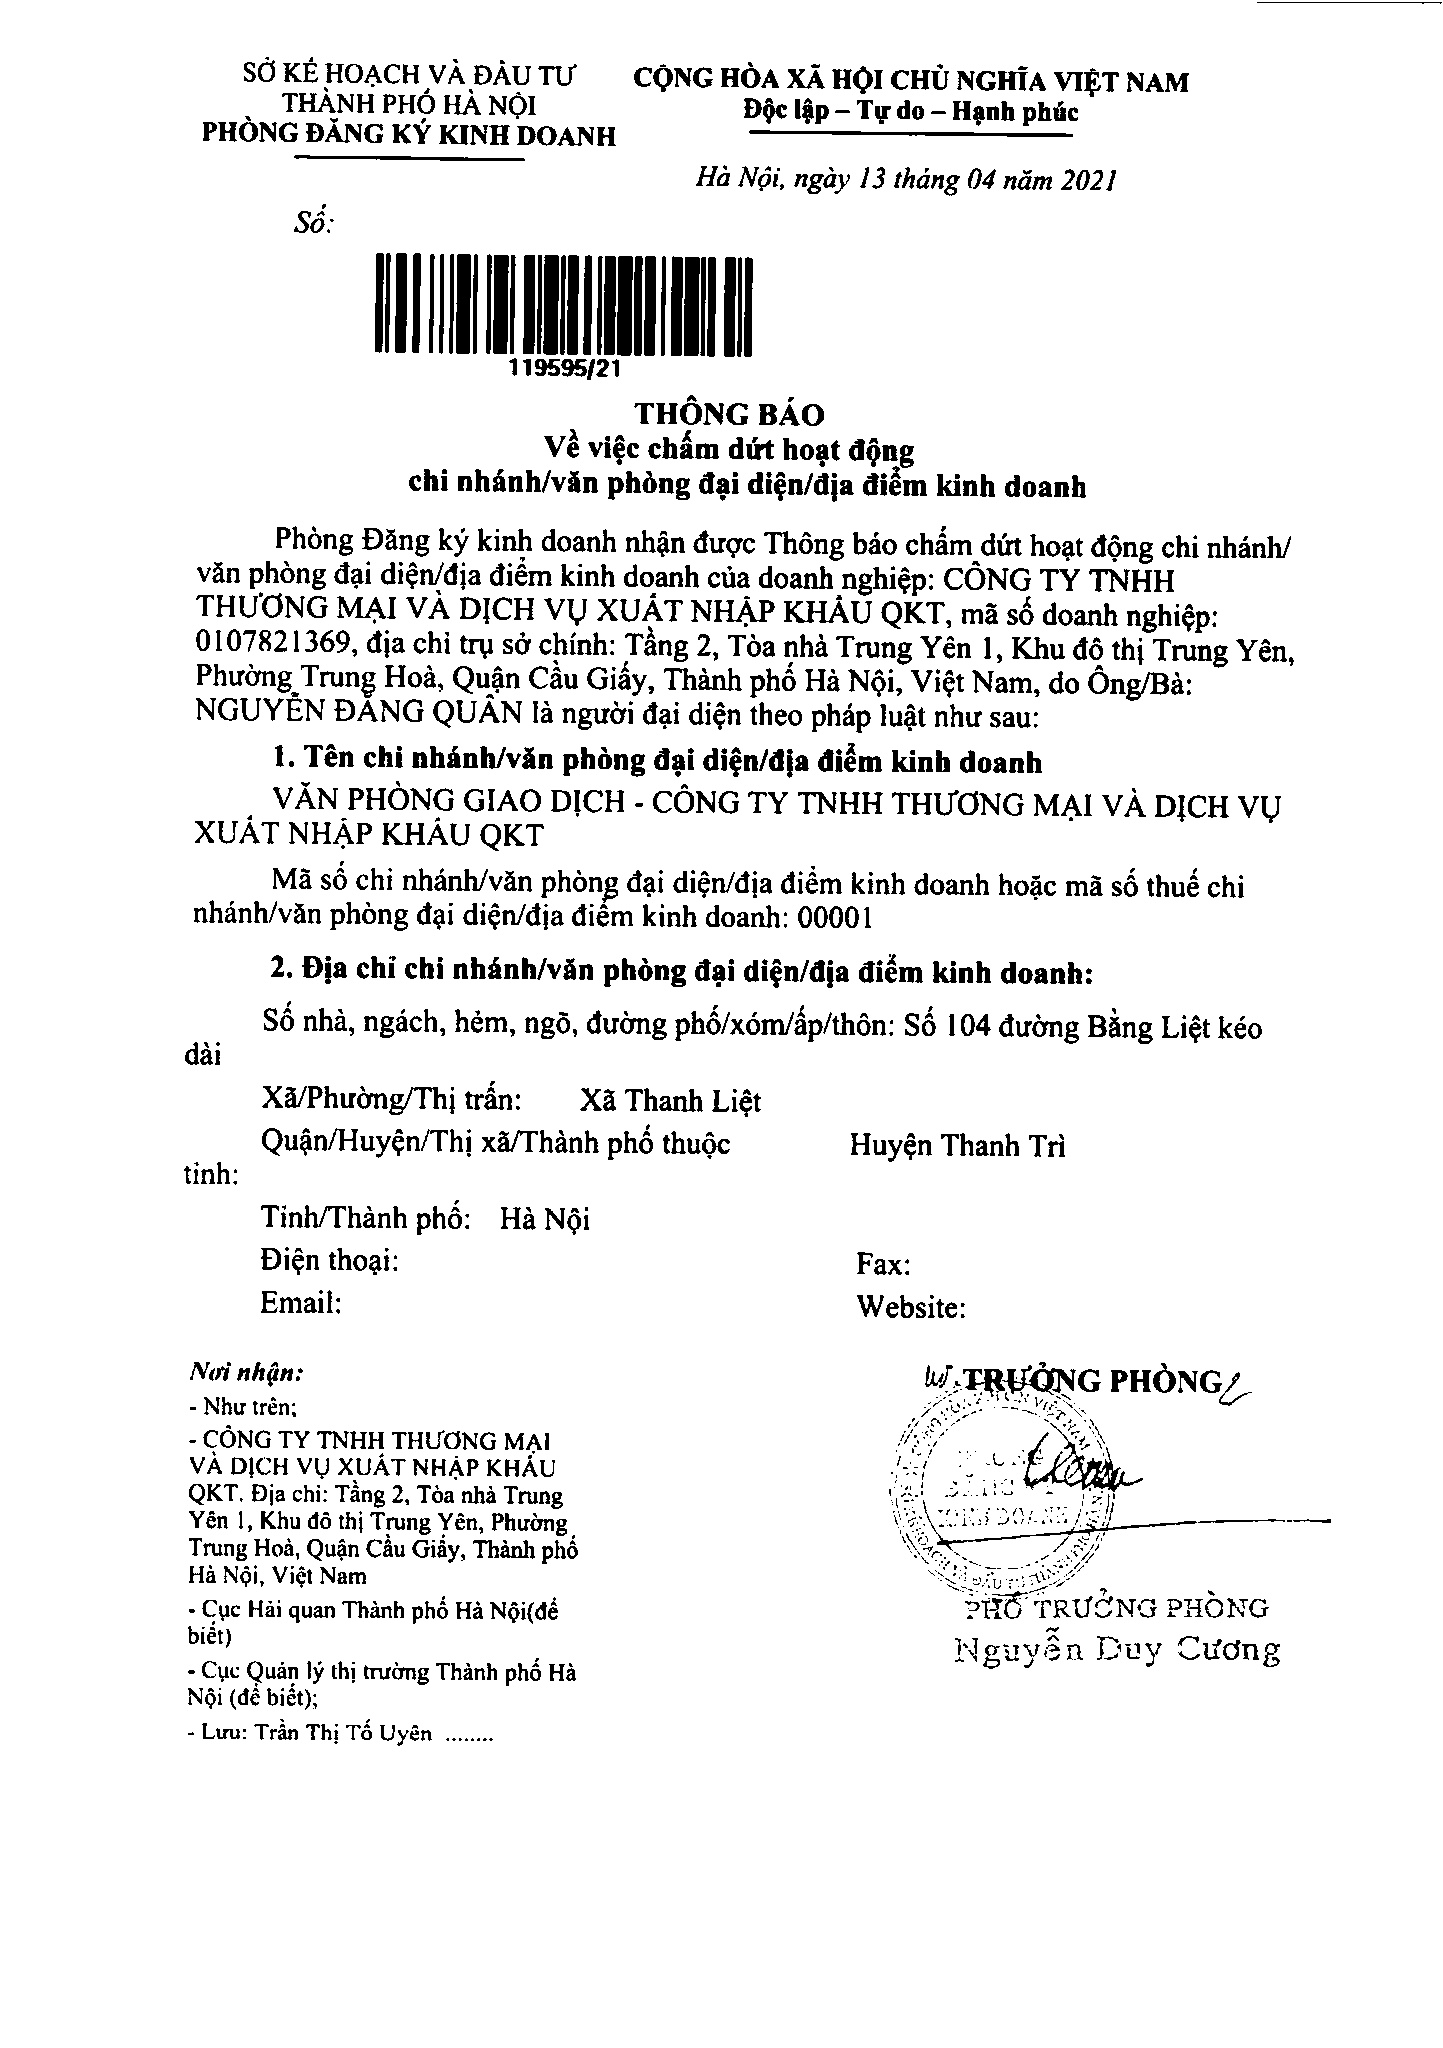 SỞ KẾ HOẠCH VÀ ĐẦU TƯ
THÀNH PHỐ HÀ NỘI
PHÒNG ĐĂNG KÝ KINH DOANH
CỘNG HÒA XÃ HỘI CHỦ NGHĨA VIỆT NAM
Độc lập – Tự do – Hạnh phúc
Hà Nội, ngày 13 tháng 04 năm 2021
Số:
119595/21
THÔNG BÁO
Về việc chấm dứt hoạt động
chi nhánh/văn phòng đại diện/địa điểm kinh doanh
Phòng Đăng ký kinh doanh nhận được Thông báo chấm dứt hoạt động chi nhánh/
văn phòng đại diện/địa điểm kinh doanh của doanh nghiệp: CÔNG TY TNHH
THƯƠNG MẠI VÀ DỊCH VỤ XUẤT NHẬP KHẨU QKT, mã số doanh nghiệp:
0107821369, địa chỉ trụ sở chính: Tầng 2, Tòa nhà Trung Yên 1, Khu đô thị Trung Yên,
Phường Trung Hoà, Quận Cầu Giấy, Thành phố Hà Nội, Việt Nam, do Ông/Bà:
NGUYỄN ĐĂNG QUÂN là người đại diện theo pháp luật như sau:
1. Tên chi nhánh/văn phòng đại diện/địa điểm kinh doanh
VĂN PHÒNG GIAO DỊCH - CÔNG TY TNHH THƯƠNG MẠI VÀ DỊCH VỤ
XUẤT NHẬP KHẨU QKT
Mã số chi nhánh/văn phòng đại diện/địa điểm kinh doanh hoặc mã số thuế chi
nhánh/văn phòng đại diện/địa điểm kinh doanh: 00001
2. Địa chỉ chi nhánh/văn phòng đại diện/địa điểm kinh doanh:
Số nhà, ngách, hẻm, ngõ, đường phố/xóm/ấp/thôn: Số 104 đường Bằng Liệt kéo
dài
Xã/Phường/Thị trấn: Xã Thanh Liệt
Quận/Huyện/Thị xã/Thành phố thuộc Huyện Thanh Trì
tỉnh:
Tỉnh/Thành phố: Hà Nội
Điện thoại: Fax:
Email: Website:
Nơi nhận:
- Như trên;
- CÔNG TY TNHH THƯƠNG MẠI
VÀ DỊCH VỤ XUẤT NHẬP KHẨU
QKT. Địa chỉ: Tầng 2, Tòa nhà Trung
Yên 1, Khu đô thị Trung Yên, Phường
Trung Hoà, Quận Cầu Giấy, Thành phố
Hà Nội, Việt Nam
- Cục Hải quan Thành phố Hà Nội(để
biết)
- Cục Quản lý thị trường Thành phố Hà
Nội (để biết);
- Lưu: Trần Thị Tố Uyên ........
TRƯỞNG PHÒNG
PHÒNG
ĐĂNG KÝ
KINH DOANH
PHÓ TRƯỞNG PHÒNG
Nguyễn Duy Cương